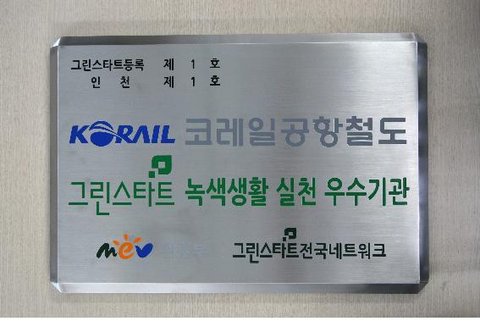 그린스타트등록 제 1 호
인 천 제 1 호
KORAIL 코레일공항철도
그린스타트 녹색생활 실천 우수기관
mev 환경부 그린스타트전국네트워크